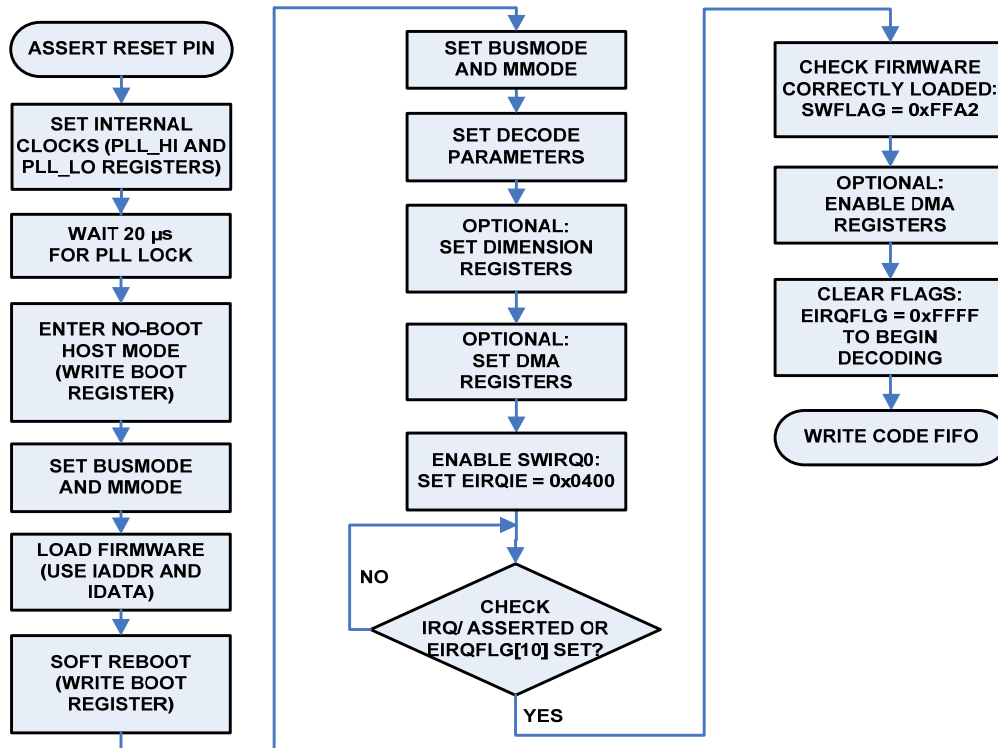 ASSERT RESET PIN
SET INTERNAL
CLOCKS (PLL_HI AND
PLL_LO REGISTERS)
WAIT 20 µs
FOR PLL LOCK
ENTER NO-BOOT
HOST MODE
(WRITE BOOT
REGISTER)
SET BUSMODE
AND MMODE
LOAD FIRMWARE
(USE IADDR AND
IDATA)
SOFT REBOOT
(WRITE BOOT
REGISTER)
SET BUSMODE
AND MMODE
SET DECODE
PARAMETERS
OPTIONAL:
SET DIMENSION
REGISTERS
OPTIONAL:
SET DMA
REGISTERS
ENABLE SWIRQ0:
SET EIRQIE = 0x0400
NO
CHECK
IRQ/ ASSERTED OR
EIRQFLG[10] SET?
YES
CHECK FIRMWARE
CORRECTLY LOADED:
SWFLAG = 0xFFA2
OPTIONAL:
ENABLE DMA
REGISTERS
CLEAR FLAGS:
EIRQFLG = 0xFFFF
TO BEGIN
DECODING
WRITE CODE FIFO